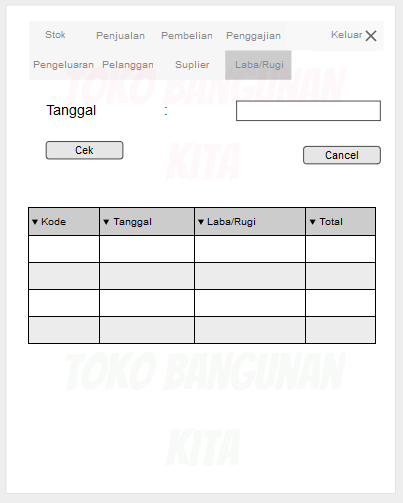 Stok Penjualan Pembelian Penggajian Keluar
Pengeluaran Pelanggan Suplier Laba/Rugi
TOKO BANGUNAN
Tanggal :
KITA
Cek Cancel
Kode Tanggal Laba/Rugi Total
TOKO BANGUNAN
KITA